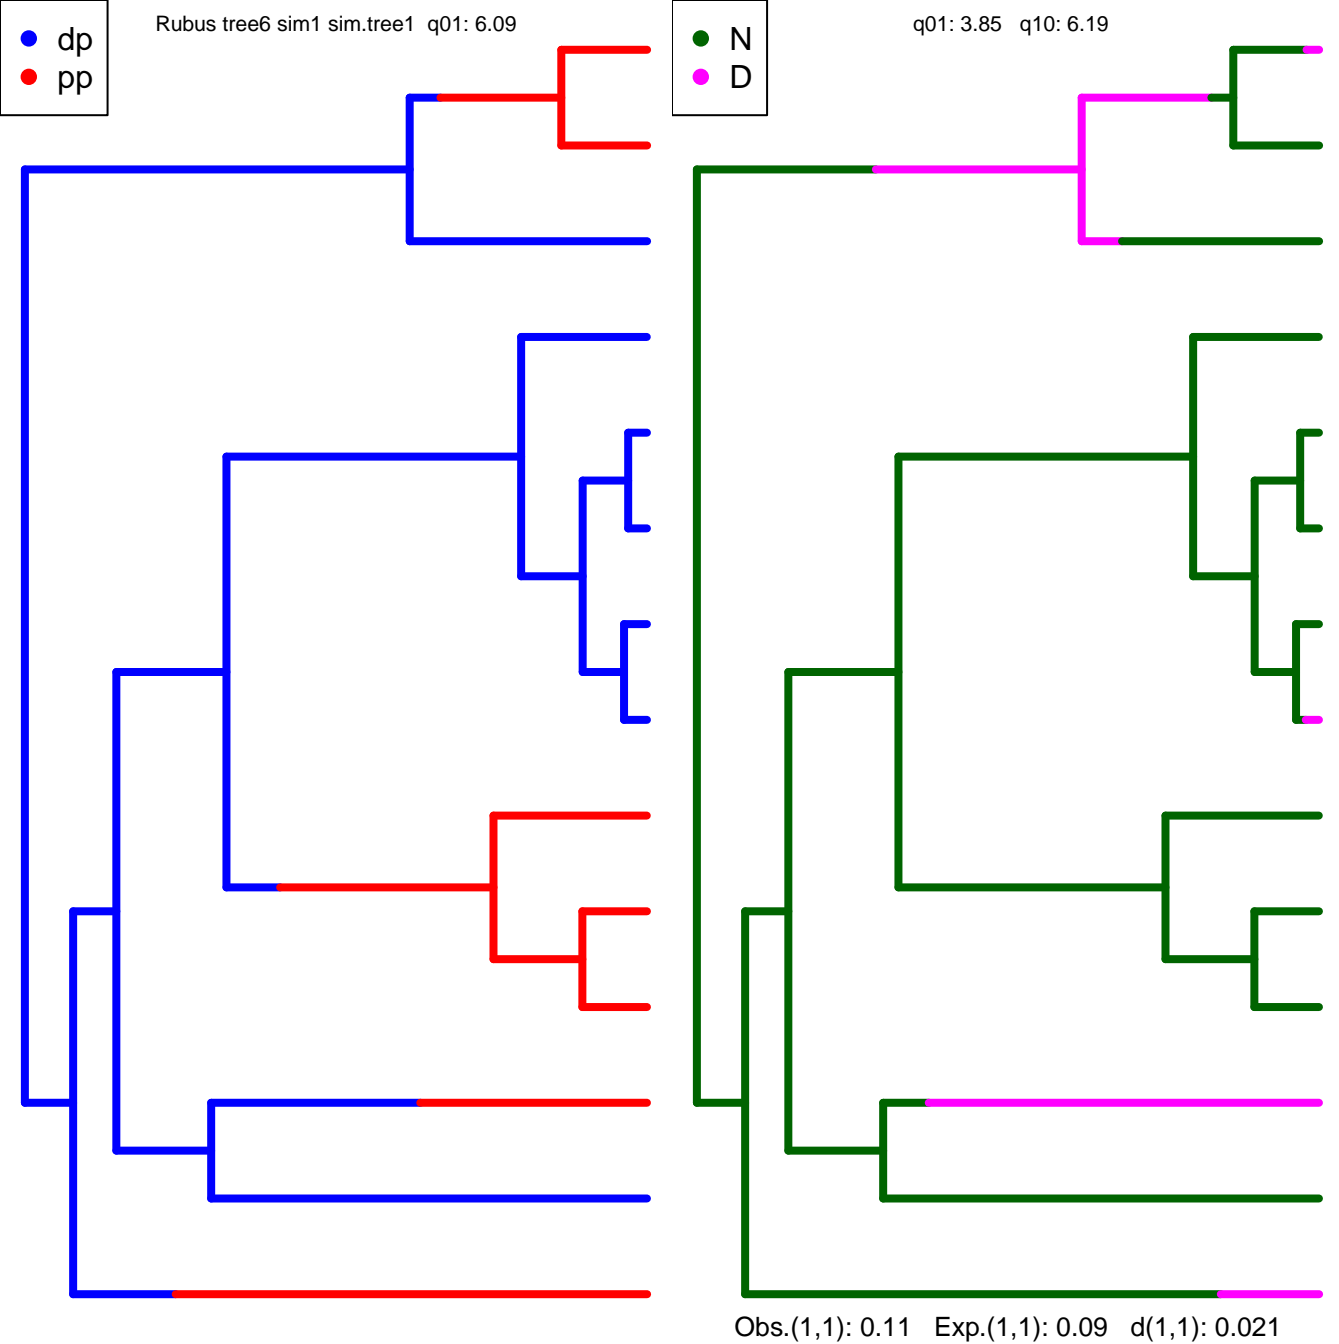 dp
pp
Rubus tree6 sim1 sim.tree1 q01: 6.09
N
D
q01: 3.85 q10: 6.19
Obs.(1,1): 0.11 Exp.(1,1): 0.09 d(1,1): 0.021